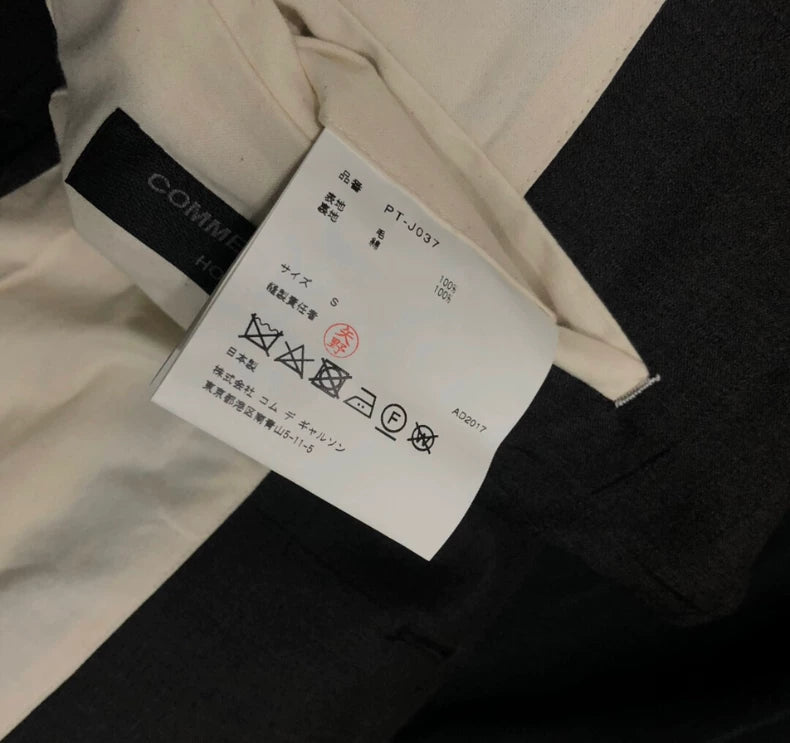 COMME
HO
品番 PT-J037
表地 毛 100%
裏地 綿 100%
サイズ S
縫製責任者 矢野
日本製
AD2017
株式会社 コム デ ギャルソン
東京都港区南青山5-11-5
F
W